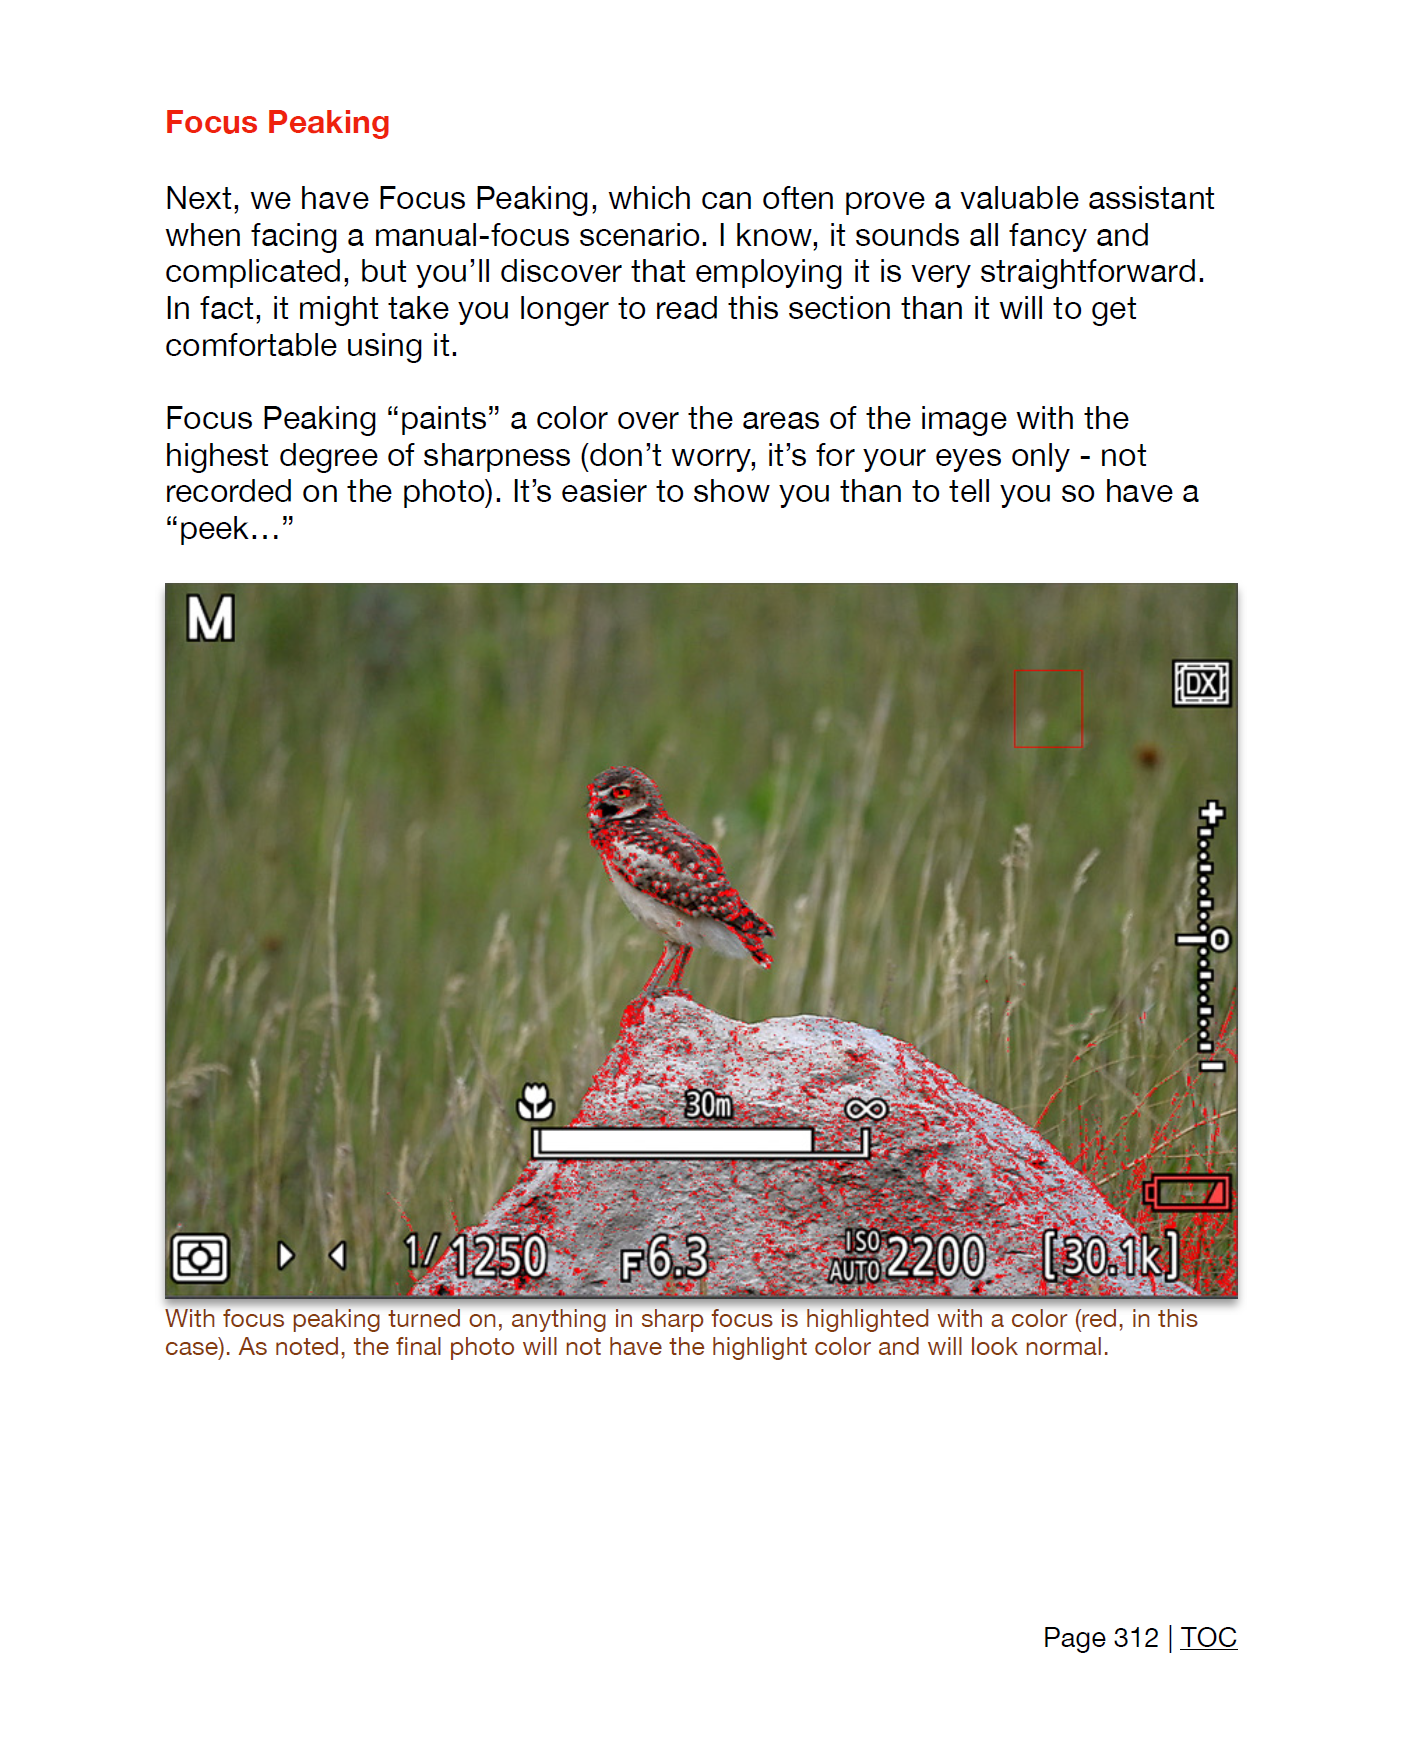 Focus Peaking
Next, we have Focus Peaking, which can often prove a valuable assistant
when facing a manual-focus scenario. I know, it sounds all fancy and
complicated, but you’ll discover that employing it is very straightforward.
In fact, it might take you longer to read this section than it will to get
comfortable using it.
Focus Peaking “paints” a color over the areas of the image with the
highest degree of sharpness (don’t worry, it’s for your eyes only - not
recorded on the photo). It’s easier to show you than to tell you so have a
“peek…”
M
DX
30m ∞
1/1250 F6.3 ISO AUTO 2200 [30.1k]
With focus peaking turned on, anything in sharp focus is highlighted with a color (red, in this
case). As noted, the final photo will not have the highlight color and will look normal.
Page 312 | TOC